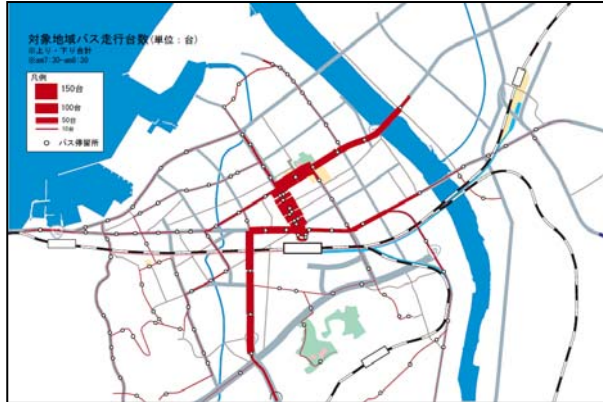 対象地域バス走行台数(単位：台)
※上り・下り合計
※am7:30-am8:30
凡例
150台
100台
50台
10台
バス停留所